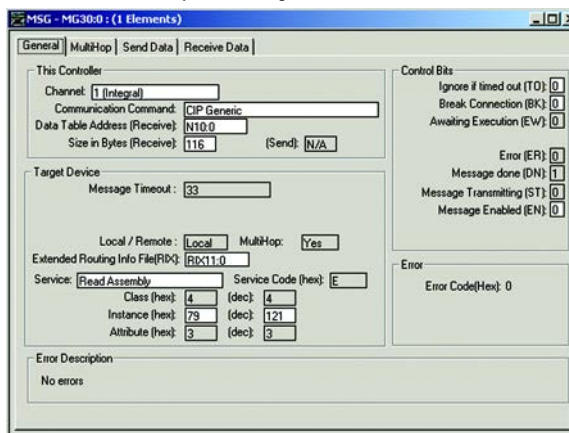 MSG - MG30:0 : (1 Elements)
General MultiHop Send Data Receive Data
This Controller
Channel: 1 (Integral)
Communication Command: CIP Generic
Data Table Address (Receive): N10:0
Size in Bytes (Receive): 116 (Send): N/A
Target Device
Message Timeout : 33
Local / Remote : Local MultiHop: Yes
Extended Routing Info File(RIX): RIX11:0
Service: Read Assembly Service Code (hex): E
Class (hex): 4 (dec): 4
Instance (hex): 79 (dec): 121
Attribute (hex): 3 (dec): 3
Control Bits
Ignore if timed out (TO): 0
Break Connection (BK): 0
Awaiting Execution (EW): 0
Error (ER): 0
Message done (DN): 1
Message Transmitting (ST): 0
Message Enabled (EN): 0
Error
Error Code(Hex): 0
Error Description
No errors